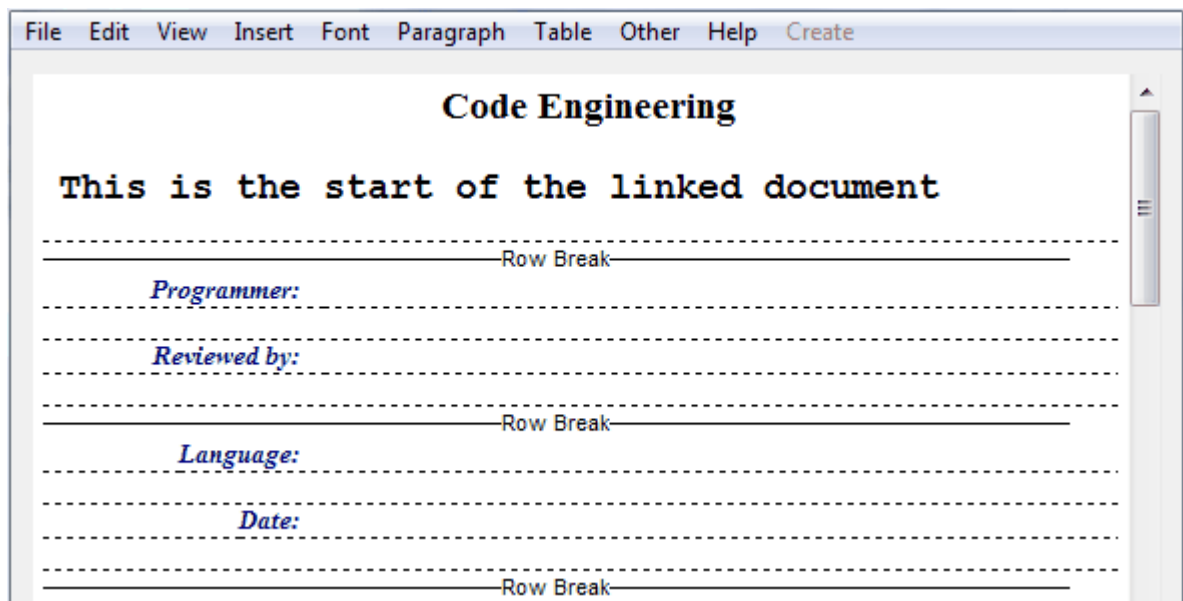 File Edit View Insert Font Paragraph Table Other Help Create
Code Engineering
This is the start of the linked document
Row Break
Programmer:
Reviewed by:
Row Break
Language:
Date:
Row Break